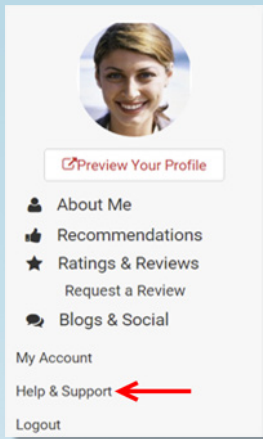 Preview Your Profile
About Me
Recommendations
Ratings & Reviews
Request a Review
Blogs & Social
My Account
Help & Support
Logout